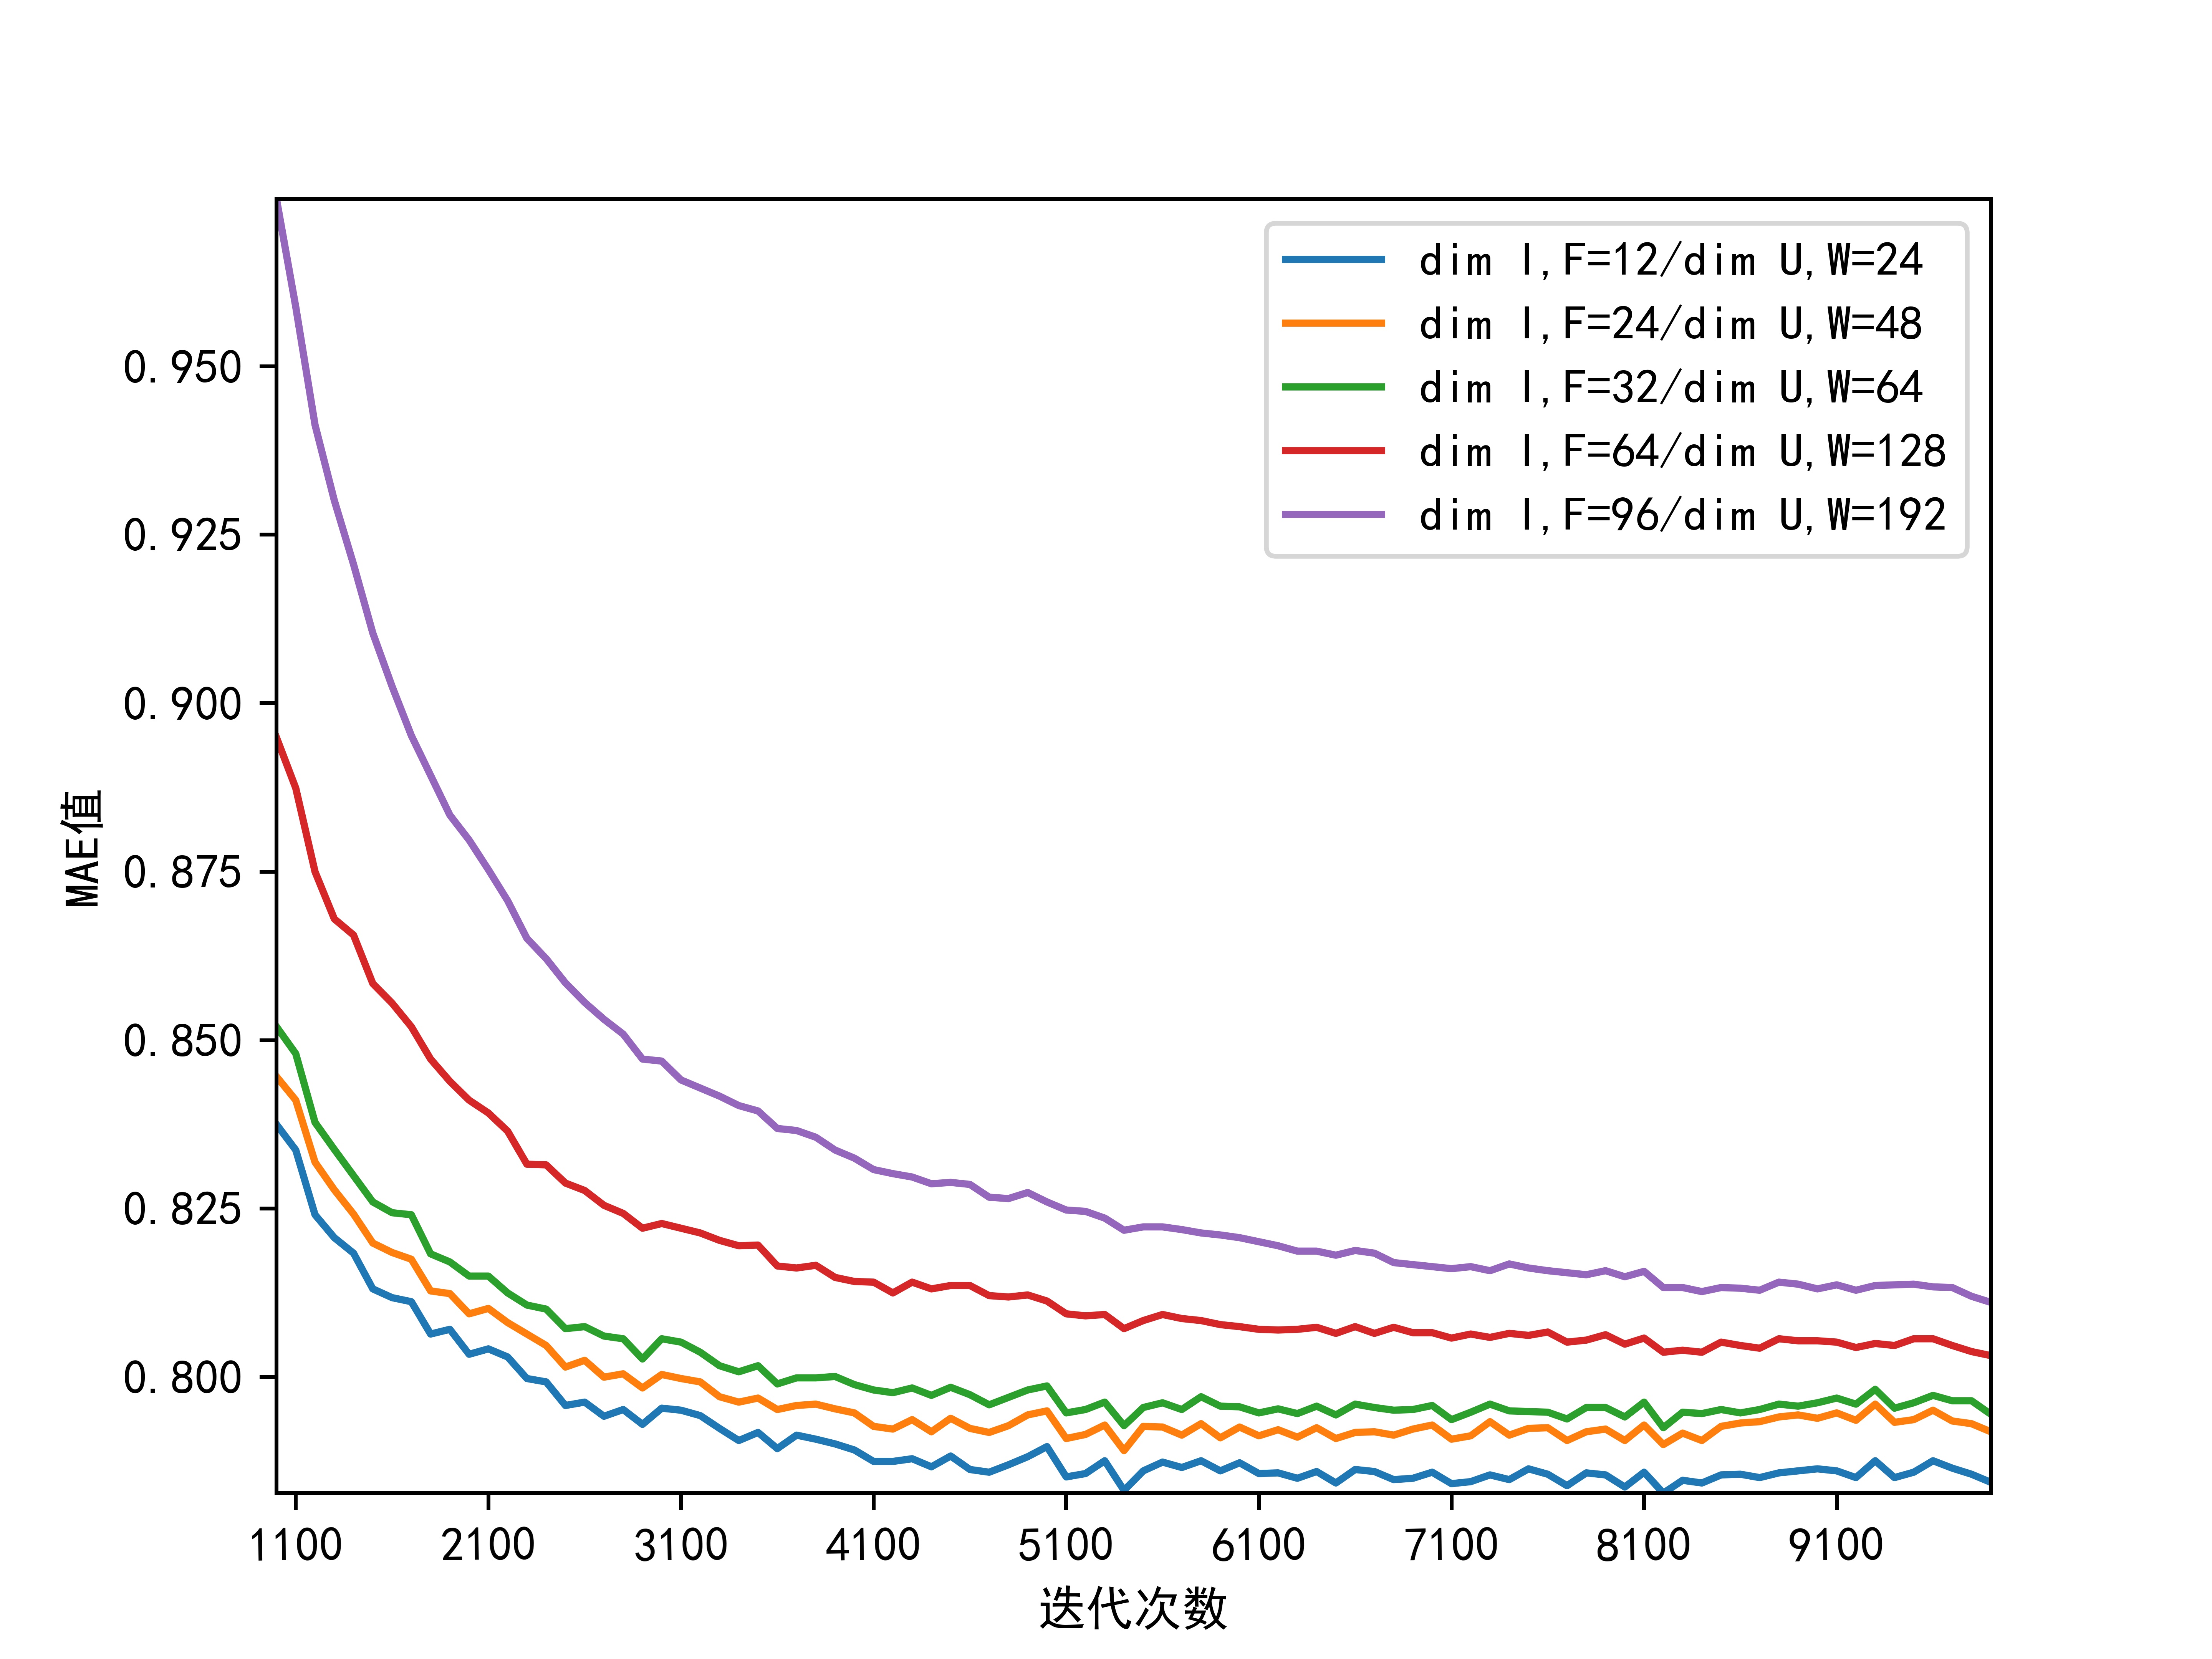 dim I,F=12/dim U,W=24
dim I,F=24/dim U,W=48
dim I,F=32/dim U,W=64
dim I,F=64/dim U,W=128
dim I,F=96/dim U,W=192
0.950
0.925
0.900
0.875
0.850
0.825
0.800
MAE值
1100 2100 3100 4100 5100 6100 7100 8100 9100
迭代次数